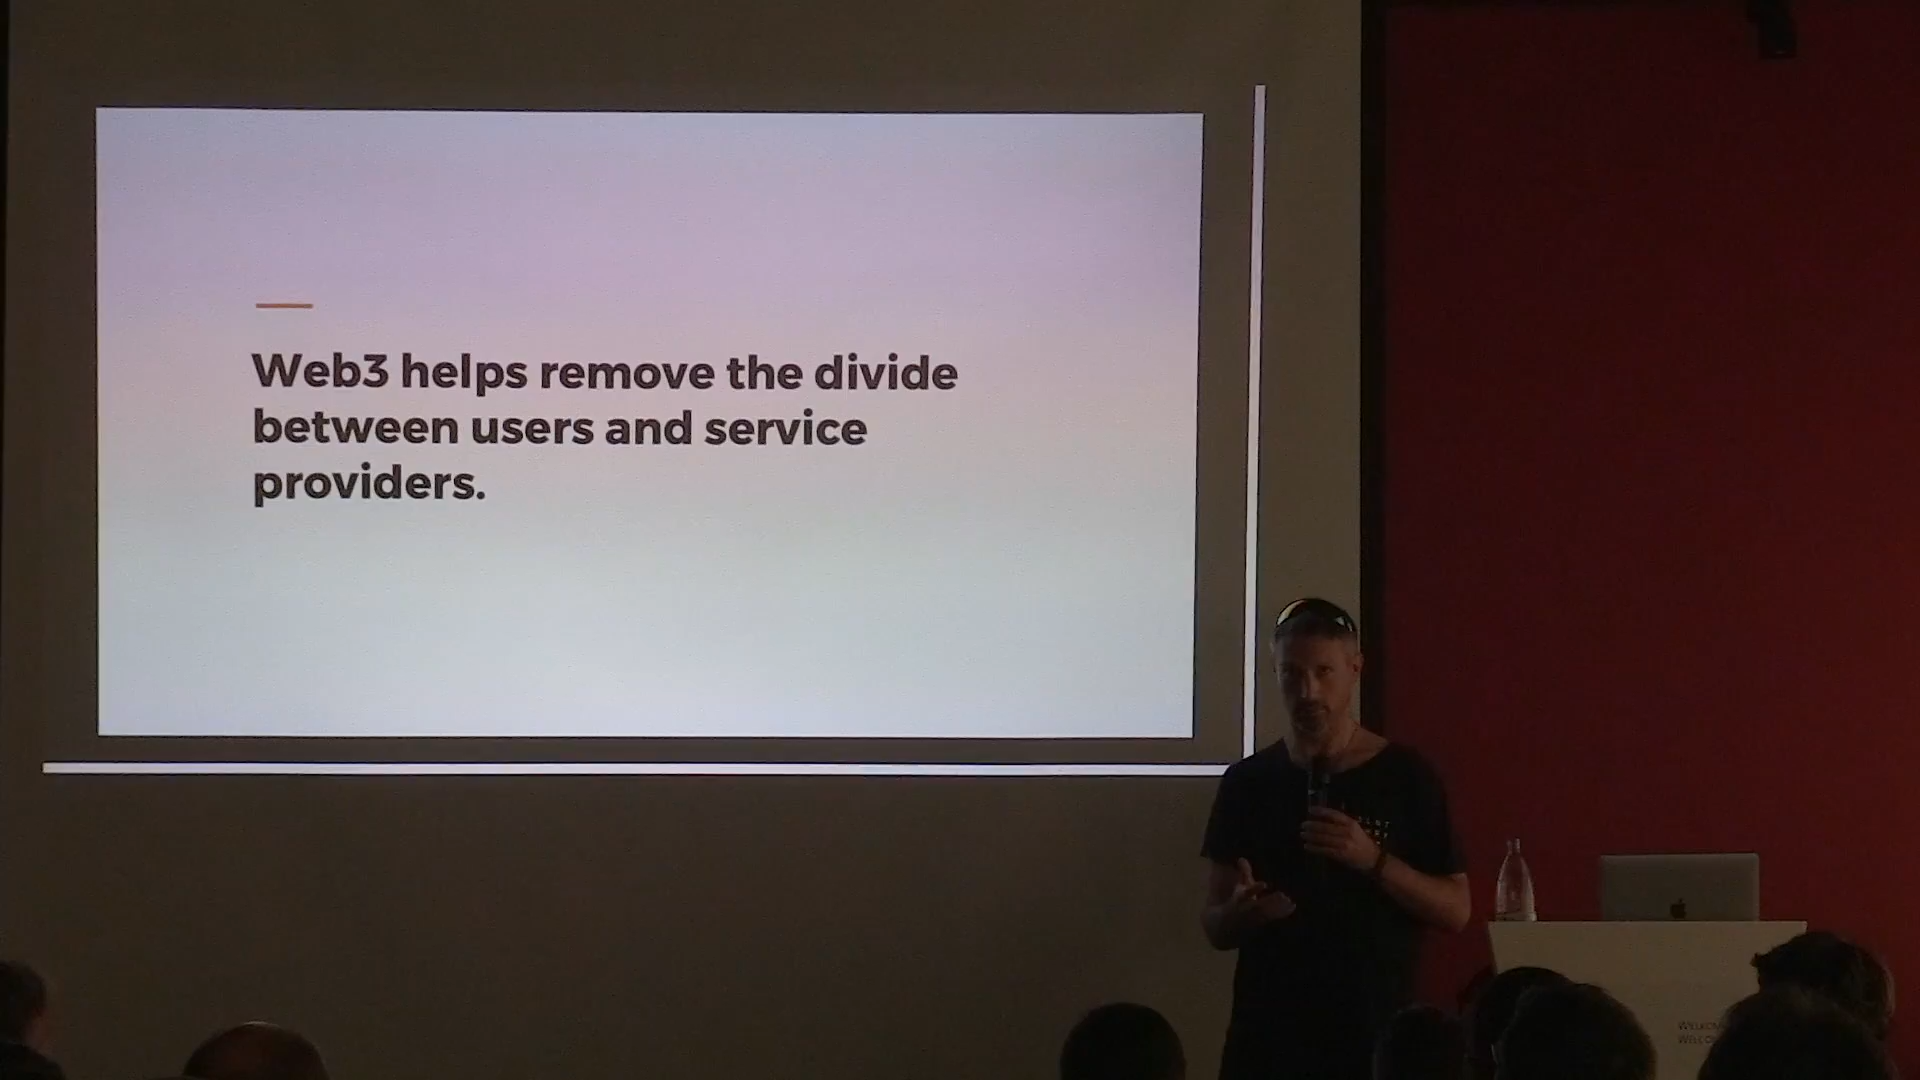 Web3 helps remove the divide
between users and service
providers.